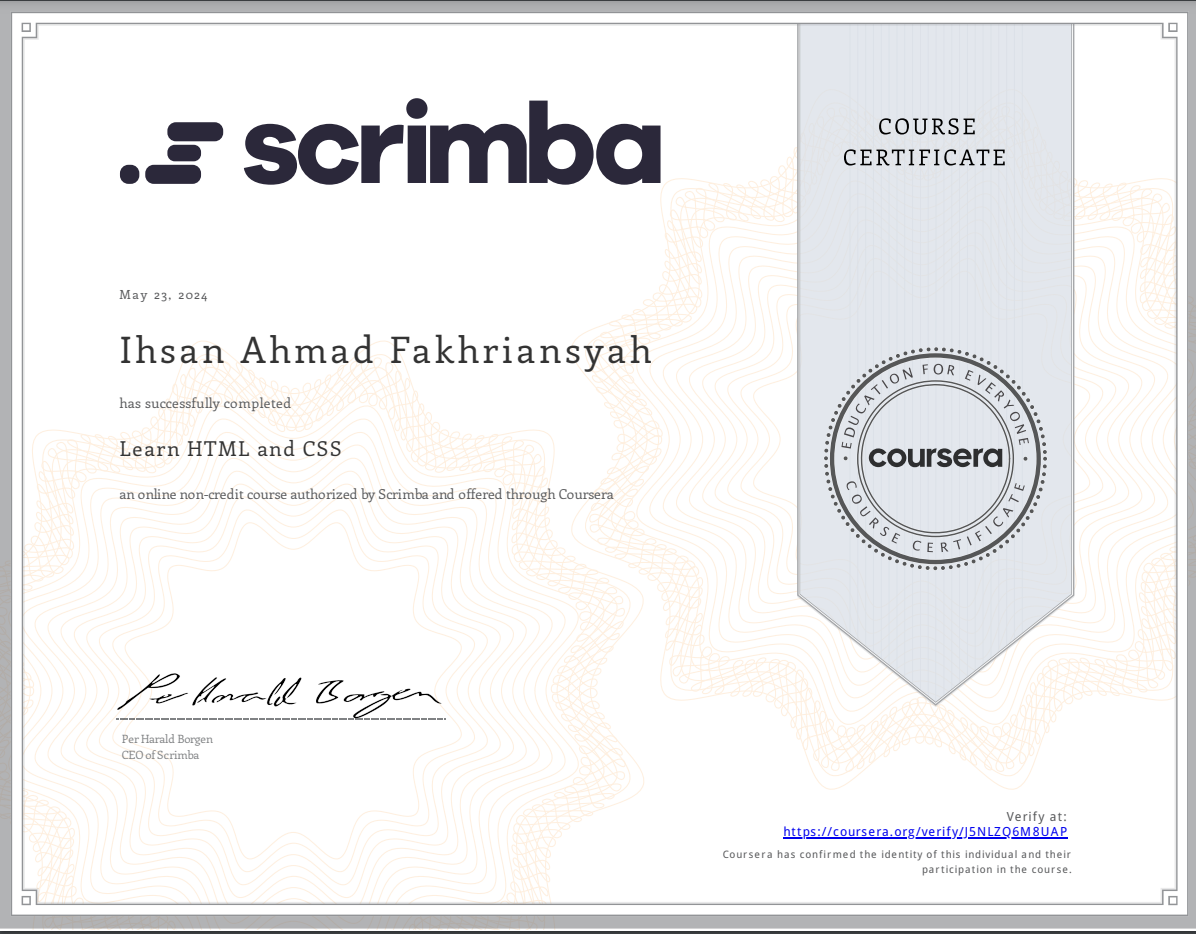 scrimba
COURSE
CERTIFICATE
May 23, 2024
Ihsan Ahmad Fakhriansyah
has successfully completed
Learn HTML and CSS
an online non-credit course authorized by Scrimba and offered through Coursera
EDUCATION FOR EVERYONE
coursera
COURSE CERTIFICATE
Per Harald Borgen
Per Harald Borgen
CEO of Scrimba
Verify at:
https://coursera.org/verify/J5NLZQ6M8UAP
Coursera has confirmed the identity of this individual and their
participation in the course.